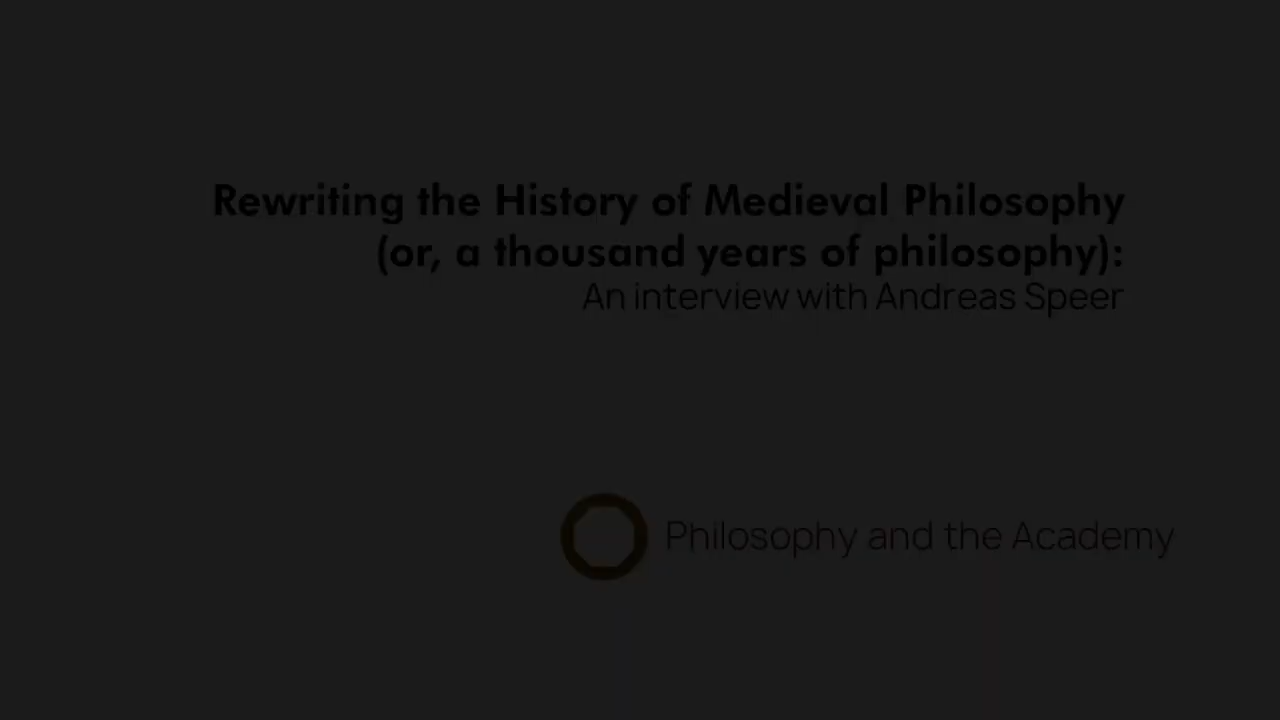 Rewriting the History of Medieval Philosophy
(or, a thousand years of philosophy):
An interview with Andreas Speer
Philosophy and the Academy